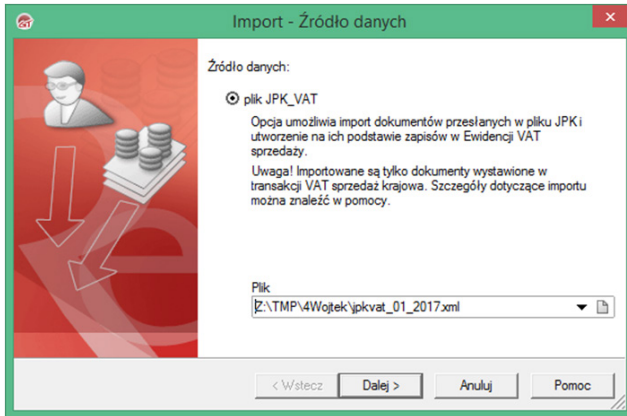 Import - Źródło danych
Źródło danych:
plik JPK_VAT
Opcja umożliwia import dokumentów przesłanych w pliku JPK i
utworzenie na ich podstawie zapisów w Ewidencji VAT
sprzedaży.
Uwaga! Importowane są tylko dokumenty wystawione w
transakcji VAT sprzedaż krajowa. Szczegóły dotyczące importu
można znaleźć w pomocy.
Plik
Z:\TMP\4Wojtek\jpkvat_01_2017.xml
< Wstecz Dalej > Anuluj Pomoc